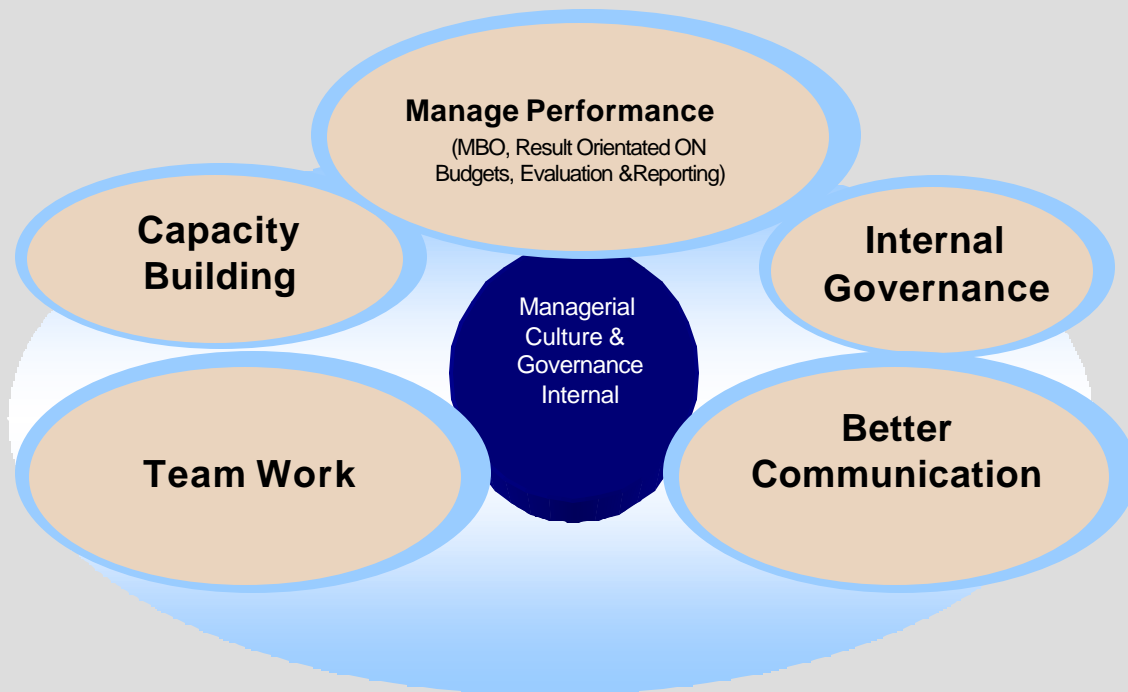 Manage Performance
(MBO, Result Orientated ON
Budgets, Evaluation &Reporting)
Capacity
Building
Internal
Governance
Managerial
Culture &
Governance
Internal
Team Work
Better
Communication